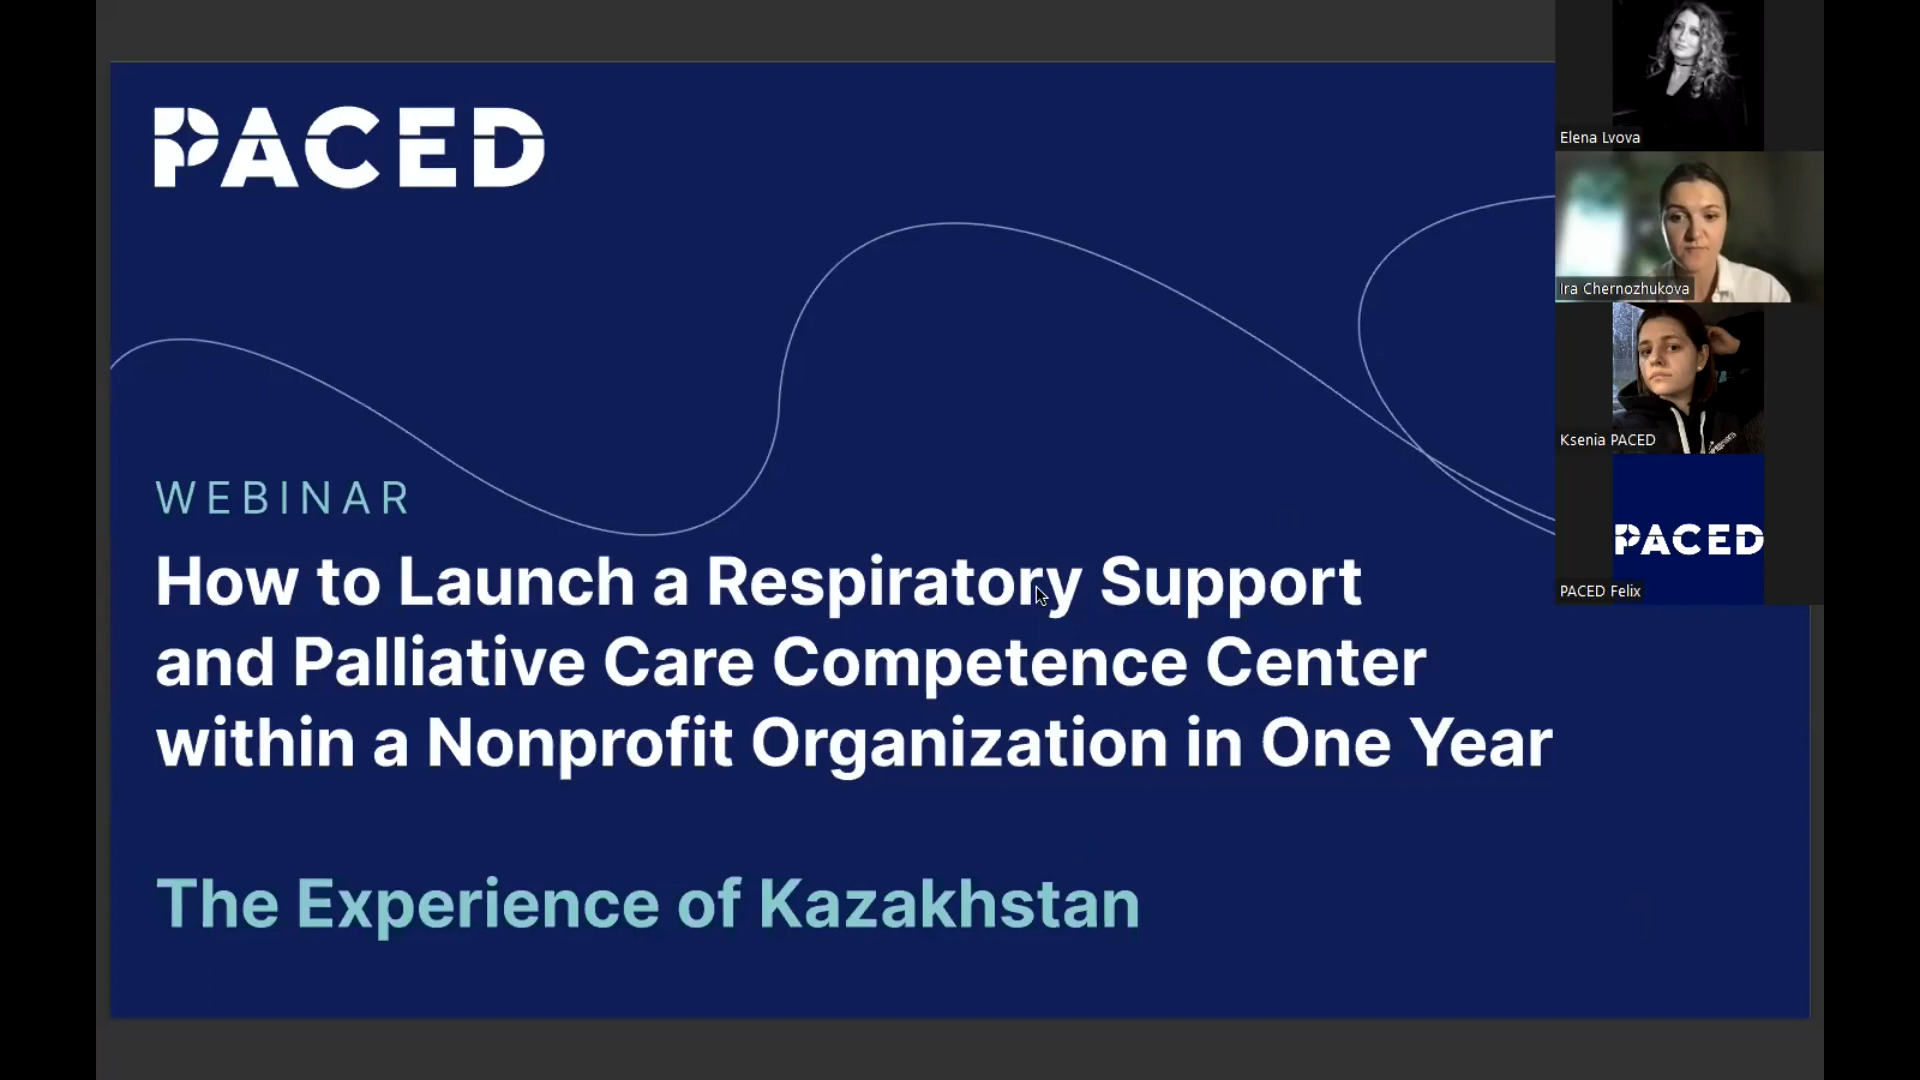 PACED
WEBINAR
How to Launch a Respiratory Support
and Palliative Care Competence Center
within a Nonprofit Organization in One Year
The Experience of Kazakhstan
Elena Lvova
Ira Chernozhukova
Ksenia PACED
PACED
PACED Felix